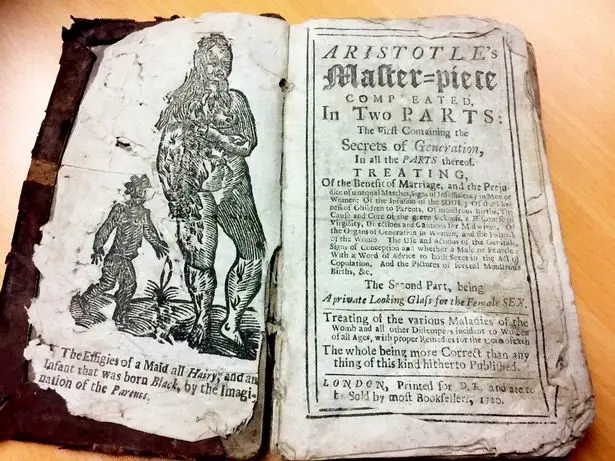 The Effigies of a Maid all Hairy, and an
Infant that was born Black, by the Imagi-
nation of the Parents.
ARISTOTLE's
Maſter=piece
COMP EATED,
In Two PARTS:
The Firſt Containing the
Secrets of Generation,
In all the PARTS thereof.
TREATING,
Of the Benefit of Marriage, and the Preju-
dice of unequal Matches, Signs of Inſufficiency in Men or
Women: Of the Infuſion of the SOUL; Of the Like-
neſs of Children to Parents, Of monſtrous Births, The
Cauſe and Cure of the green Sickneſs, a Diſcourſe of
Virginity, Directions and Cautions for Midwives, Of
the Organs of Generation in Women, and the Fabrick
of the Womb. The Uſe and Actions of the Genitals,
Signs of Conception and whether a Male or Female;
With a Word of Advice to both Sexes in the Act of
Copulation. And the Pictures of ſeveral Monſtrous
Births, &c.
The Second Part, being
A private Looking Glaſs for the Female SEX.
Treating of the various Maladies of the
Womb and all other Diſtempers incident to Women
of all Ages, with proper Remedies for the Cure of each
The whole being more Correct than any
thing of this kind hitherto Publiſhed.
LONDON, Printed for and are to
be Sold by moſt Bookſellers, 1720.